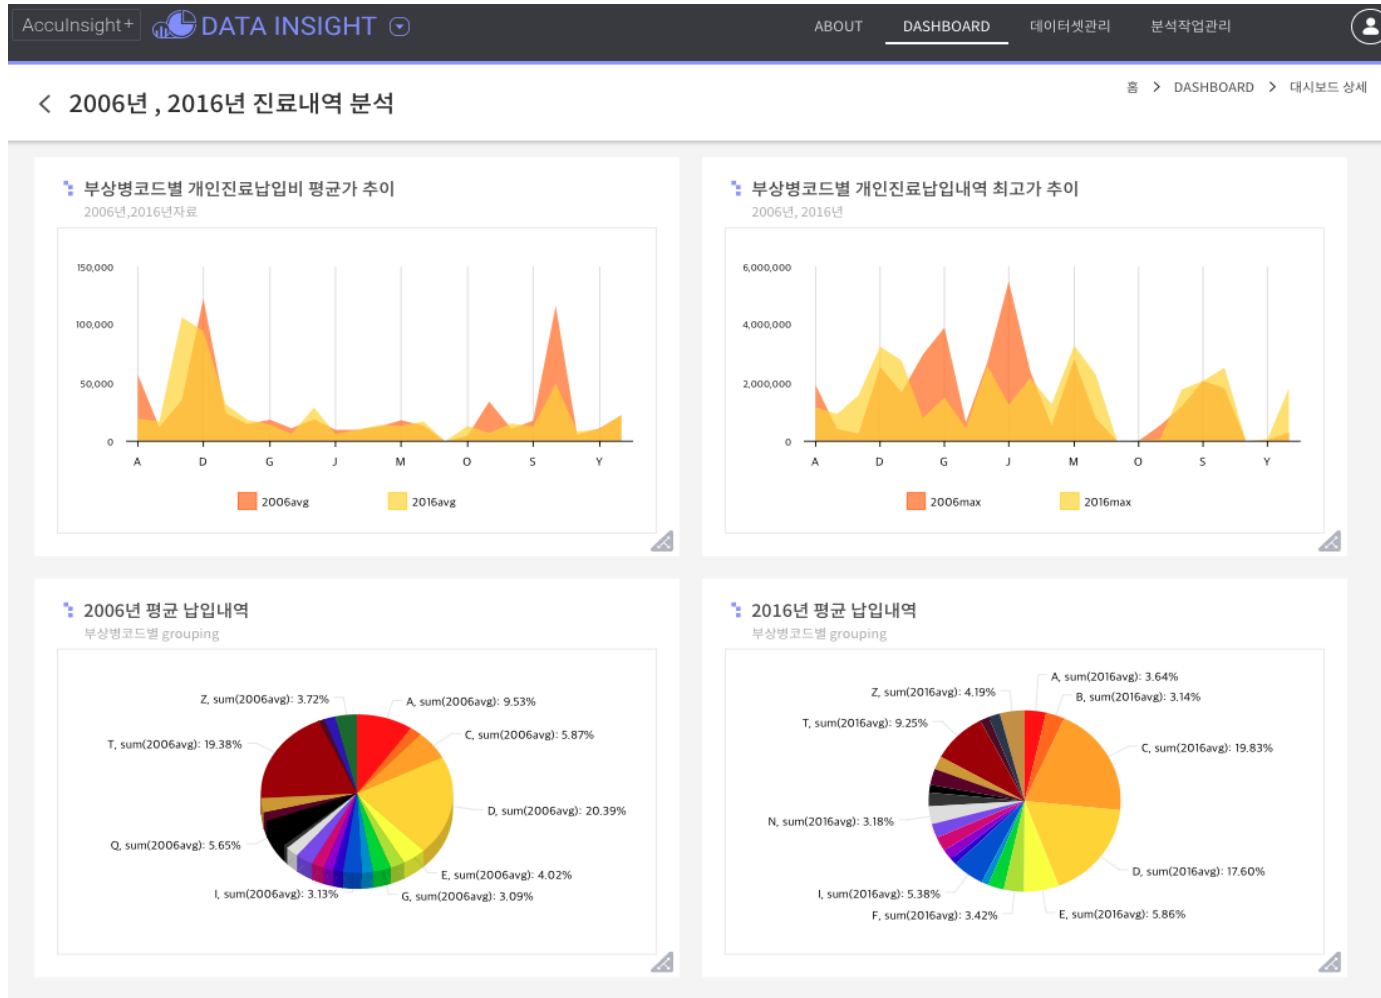 AccuInsight+ DATA INSIGHT ABOUT DASHBOARD 데이터셋관리 분석작업관리
2006년 , 2016년 진료내역 분석
홈 > DASHBOARD > 대시보드 상세
부상병코드별 개인진료납입비 평균가 추이
2006년,2016년자료
150,000
100,000
50,000
0
A D G J M O S Y
2006avg 2016avg
부상병코드별 개인진료납입내역 최고가 추이
2006년, 2016년
6,000,000
4,000,000
2,000,000
0
A D G J M O S Y
2006max 2016max
2006년 평균 납입내역
부상병코드별 grouping
Z, sum(2006avg): 3.72%
A, sum(2006avg): 9.53%
C, sum(2006avg): 5.87%
T, sum(2006avg): 19.38%
D, sum(2006avg): 20.39%
Q, sum(2006avg): 5.65%
E, sum(2006avg): 4.02%
I, sum(2006avg): 3.13%
G, sum(2006avg): 3.09%
2016년 평균 납입내역
부상병코드별 grouping
A, sum(2016avg): 3.64%
Z, sum(2016avg): 4.19%
B, sum(2016avg): 3.14%
T, sum(2016avg): 9.25%
C, sum(2016avg): 19.83%
N, sum(2016avg): 3.18%
D, sum(2016avg): 17.60%
I, sum(2016avg): 5.38%
F, sum(2016avg): 3.42%
E, sum(2016avg): 5.86%